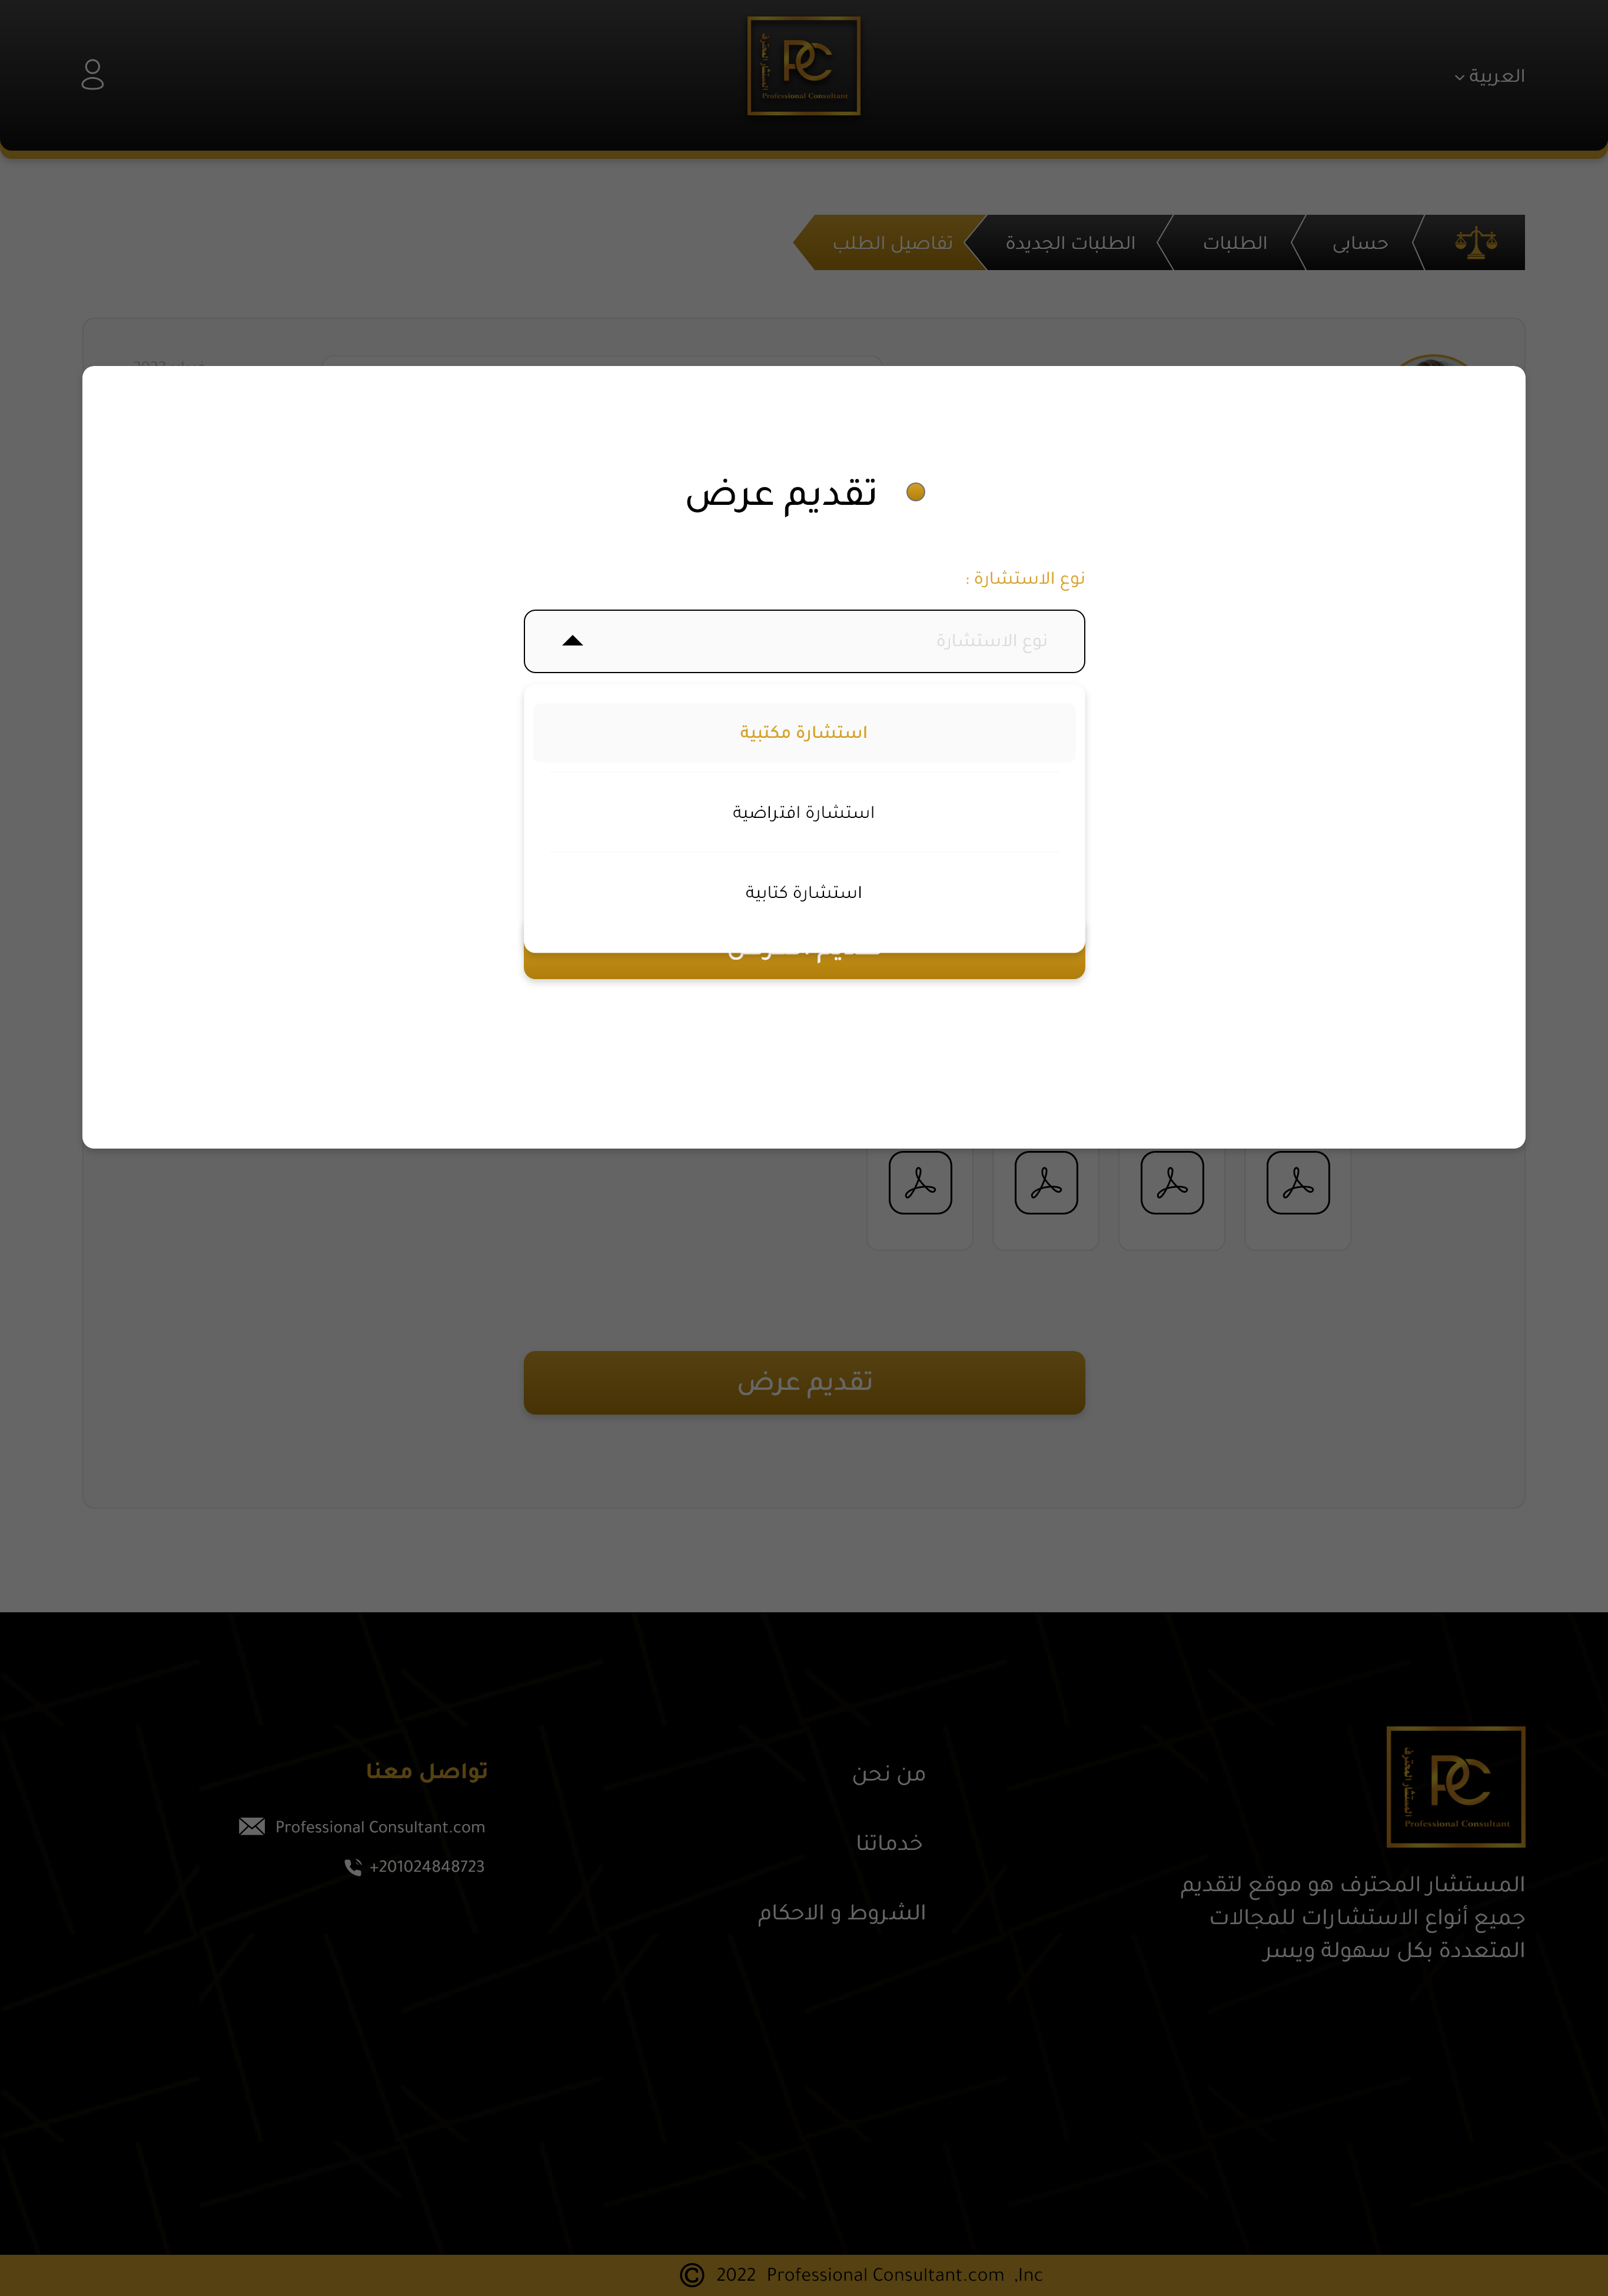 العربية
PC
المستشار المحترف
Professional Consultant
حسابى
الطلبات
الطلبات الجديدة
تفاصيل الطلب
تقديم عرض
نوع الاستشارة :
نوع الاستشارة
استشارة مكتبية
استشارة افتراضية
استشارة كتابية
تقديم عرض
PC
المستشار المحترف
Professional Consultant
المستشار المحترف هو موقع لتقديم
جميع أنواع الاستشارات للمجالات
المتعددة بكل سهولة ويسر
من نحن
خدماتنا
الشروط و الاحكام
تواصل معنا
Professional Consultant.com
+201024848723
© 2022 Professional Consultant.com ,Inc